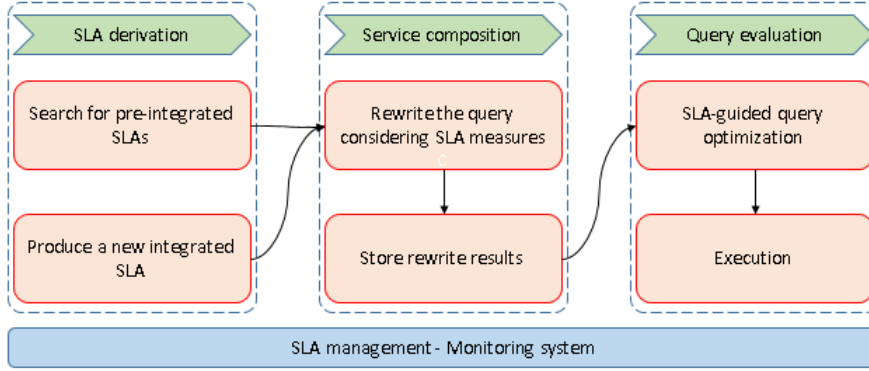 SLA derivation
Search for pre-integrated
SLAs
Produce a new integrated
SLA
Service composition
Rewrite the query
considering SLA measures
C
Store rewrite results
Query evaluation
SLA-guided query
optimization
Execution
SLA management - Monitoring system